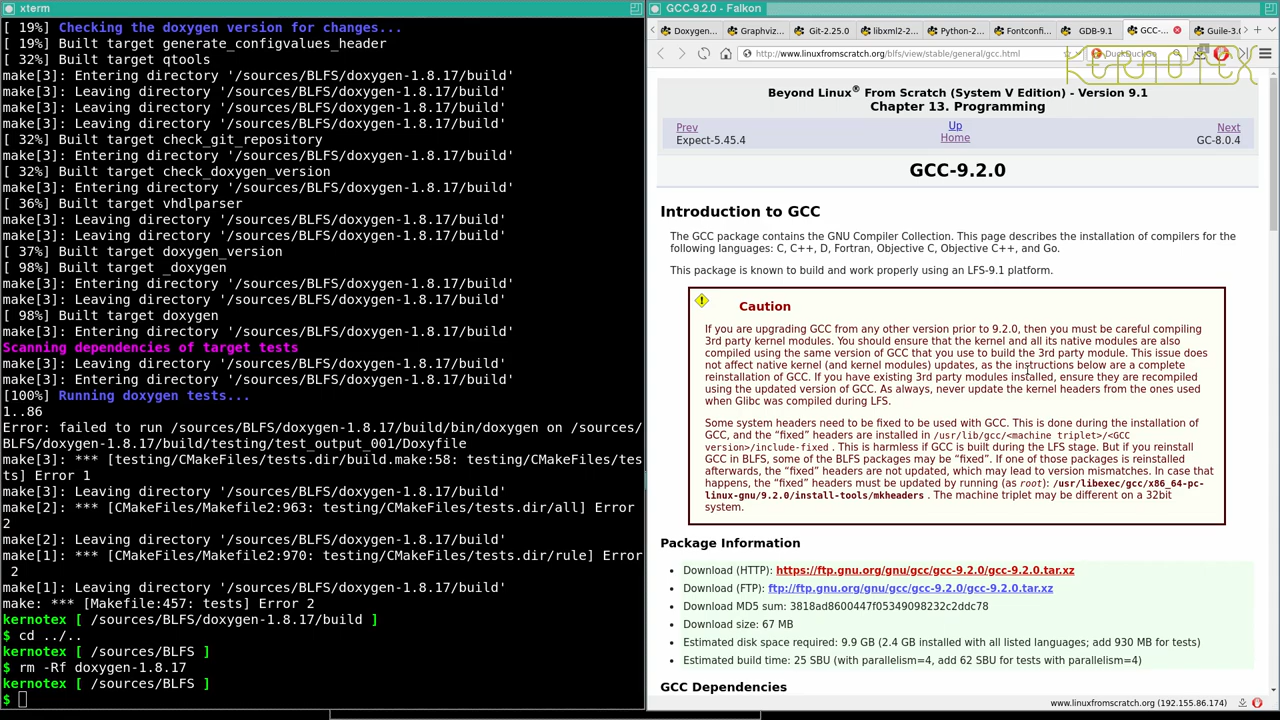 xterm
[ 19%] Checking the doxygen version for changes...
[ 19%] Built target generate_configvalues_header
[ 32%] Built target qtools
make[3]: Entering directory '/sources/BLFS/doxygen-1.8.17/build'
make[3]: Leaving directory '/sources/BLFS/doxygen-1.8.17/build'
make[3]: Leaving directory '/sources/BLFS/doxygen-1.8.17/build'
make[3]: Leaving directory '/sources/BLFS/doxygen-1.8.17/build'
[ 32%] Built target check_git_repository
make[3]: Entering directory '/sources/BLFS/doxygen-1.8.17/build'
[ 32%] Built target check_doxygen_version
make[3]: Entering directory '/sources/BLFS/doxygen-1.8.17/build'
[ 36%] Built target vhdlparser
make[3]: Leaving directory '/sources/BLFS/doxygen-1.8.17/build'
make[3]: Leaving directory '/sources/BLFS/doxygen-1.8.17/build'
[ 37%] Built target doxygen_version
[ 98%] Built target _doxygen
make[3]: Entering directory '/sources/BLFS/doxygen-1.8.17/build'
make[3]: Leaving directory '/sources/BLFS/doxygen-1.8.17/build'
[ 98%] Built target doxygen
make[3]: Entering directory '/sources/BLFS/doxygen-1.8.17/build'
Scanning dependencies of target tests
make[3]: Leaving directory '/sources/BLFS/doxygen-1.8.17/build'
make[3]: Entering directory '/sources/BLFS/doxygen-1.8.17/build'
[100%] Running doxygen tests...
1..86
Error: failed to run /sources/BLFS/doxygen-1.8.17/build/bin/doxygen on /sources/
BLFS/doxygen-1.8.17/build/testing/test_output_001/Doxyfile
make[3]: *** [testing/CMakeFiles/tests.dir/build.make:58: testing/CMakeFiles/tes
ts] Error 1
make[3]: Leaving directory '/sources/BLFS/doxygen-1.8.17/build'
make[2]: *** [CMakeFiles/Makefile2:963: testing/CMakeFiles/tests.dir/all] Error
2
make[2]: Leaving directory '/sources/BLFS/doxygen-1.8.17/build'
make[1]: *** [CMakeFiles/Makefile2:970: testing/CMakeFiles/tests.dir/rule] Error
2
make[1]: Leaving directory '/sources/BLFS/doxygen-1.8.17/build'
make: *** [Makefile:457: tests] Error 2
kernotex [ /sources/BLFS/doxygen-1.8.17/build ]
$ cd ../..
kernotex [ /sources/BLFS ]
$ rm -Rf doxygen-1.8.17
kernotex [ /sources/BLFS ]
$
GCC-9.2.0 - Falkon
Doxygen... Graphviz... Git-2.25.0 libxml2-2... Python-2... Fontconfi... GDB-9.1 GCC-... Guile-3.0
http://www.linuxfromscratch.org/blfs/view/stable/general/gcc.html DuckDuckGo
KERNOTEX
Beyond Linux® From Scratch (System V Edition) - Version 9.1
Chapter 13. Programming
Prev Up Next
Expect-5.45.4 Home GC-8.0.4
GCC-9.2.0
Introduction to GCC
The GCC package contains the GNU Compiler Collection. This page describes the installation of compilers for the
following languages: C, C++, D, Fortran, Objective C, Objective C++, and Go.
This package is known to build and work properly using an LFS-9.1 platform.
Caution
If you are upgrading GCC from any other version prior to 9.2.0, then you must be careful compiling
3rd party kernel modules. You should ensure that the kernel and all its native modules are also
compiled using the same version of GCC that you use to build the 3rd party module. This issue does
not affect native kernel (and kernel modules) updates, as the instructions below are a complete
reinstallation of GCC. If you have existing 3rd party modules installed, ensure they are recompiled
using the updated version of GCC. As always, never update the kernel headers from the ones used
when Glibc was compiled during LFS.
Some system headers need to be fixed to be used with GCC. This is done during the installation of
GCC, and the “fixed” headers are installed in /usr/lib/gcc/<machine triplet>/<GCC
version>/include-fixed . This is harmless if GCC is built during the LFS stage. But if you reinstall
GCC in BLFS, some of the BLFS packages may be “fixed”. If one of those packages is reinstalled
afterwards, the “fixed” headers are not updated, which may lead to version mismatches. In case that
happens, the “fixed” headers must be updated by running (as root): /usr/libexec/gcc/x86_64-pc-
linux-gnu/9.2.0/install-tools/mkheaders . The machine triplet may be different on a 32bit
system.
Package Information
• Download (HTTP): https://ftp.gnu.org/gnu/gcc/gcc-9.2.0/gcc-9.2.0.tar.xz
• Download (FTP): ftp://ftp.gnu.org/gnu/gcc/gcc-9.2.0/gcc-9.2.0.tar.xz
• Download MD5 sum: 3818ad8600447f05349098232c2ddc78
• Download size: 67 MB
• Estimated disk space required: 9.9 GB (2.4 GB installed with all listed languages; add 930 MB for tests)
• Estimated build time: 25 SBU (with parallelism=4, add 62 SBU for tests with parallelism=4)
GCC Dependencies
www.linuxfromscratch.org (192.155.86.174)